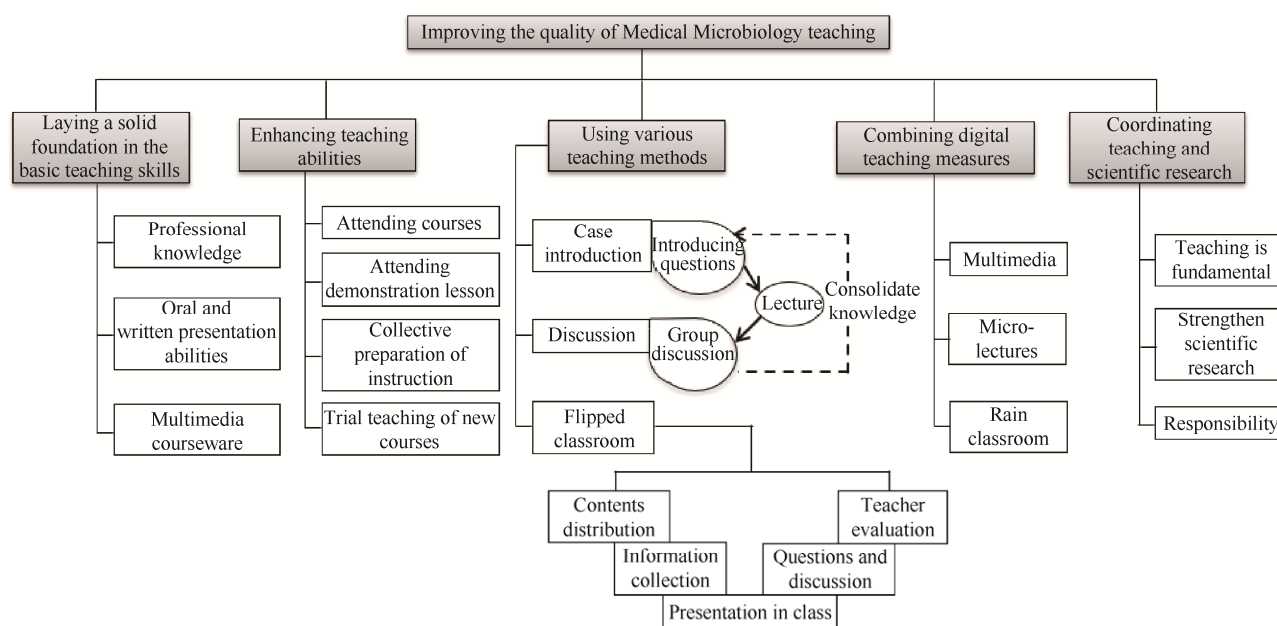 Improving the quality of Medical Microbiology teaching
Laying a solid
foundation in the
basic teaching skills
Professional
knowledge
Oral and
written presentation
abilities
Multimedia
courseware
Enhancing teaching
abilities
Attending courses
Attending
demonstration lesson
Collective
preparation of
instruction
Trial teaching of new
courses
Using various
teaching methods
Case
introduction
Introducing
questions
Lecture
Consolidate
knowledge
Discussion
Group
discussion
Flipped
classroom
Contents
distribution
Information
collection
Presentation in class
Questions and
discussion
Teacher
evaluation
Combining digital
teaching measures
Multimedia
Micro-
lectures
Rain
classroom
Coordinating
teaching and
scientific research
Teaching is
fundamental
Strengthen
scientific
research
Responsibility